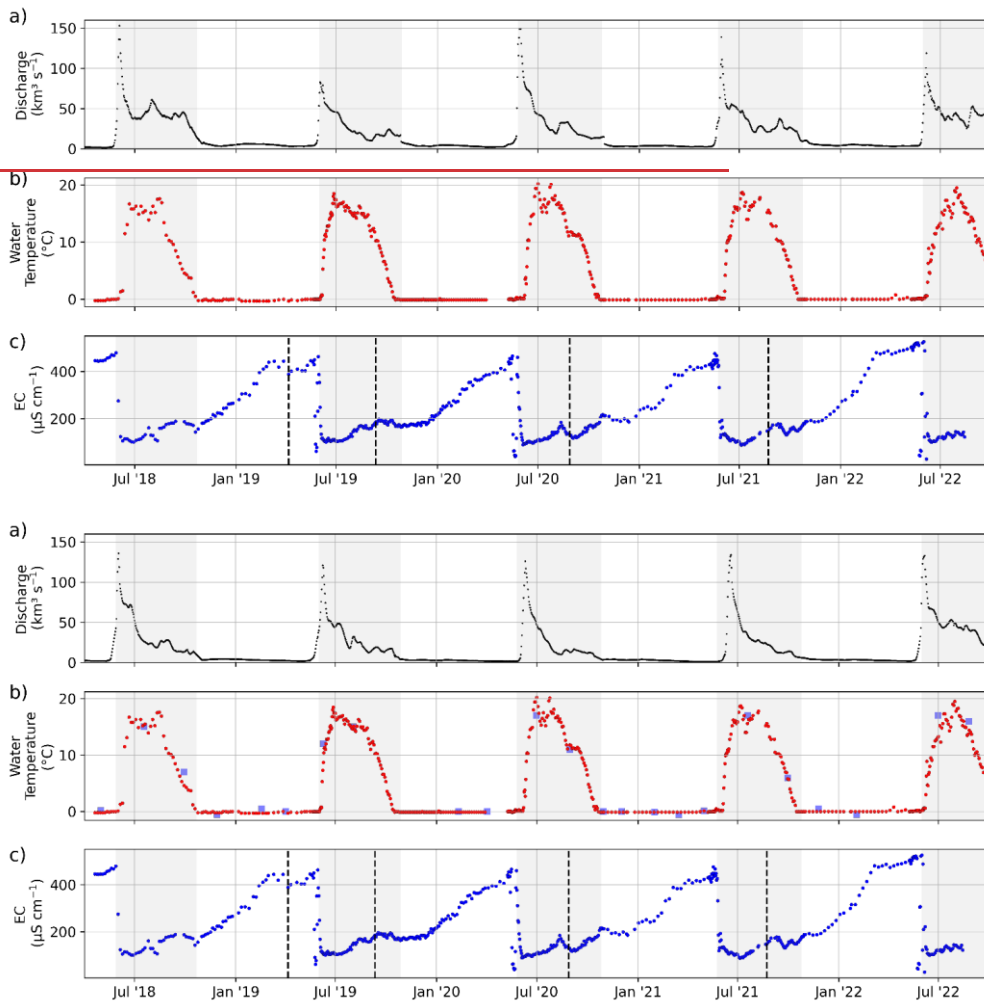 a)
150
100
50
0
Discharge
(km³ s⁻¹)
b)
20
10
0
Water
Temperature
(°C)
c)
400
200
EC
(µS cm⁻¹)
Jul '18 Jan '19 Jul '19 Jan '20 Jul '20 Jan '21 Jul '21 Jan '22 Jul '22
a)
150
100
50
0
Discharge
(km³ s⁻¹)
b)
20
10
0
Water
Temperature
(°C)
c)
400
200
EC
(µS cm⁻¹)
Jul '18 Jan '19 Jul '19 Jan '20 Jul '20 Jan '21 Jul '21 Jan '22 Jul '22